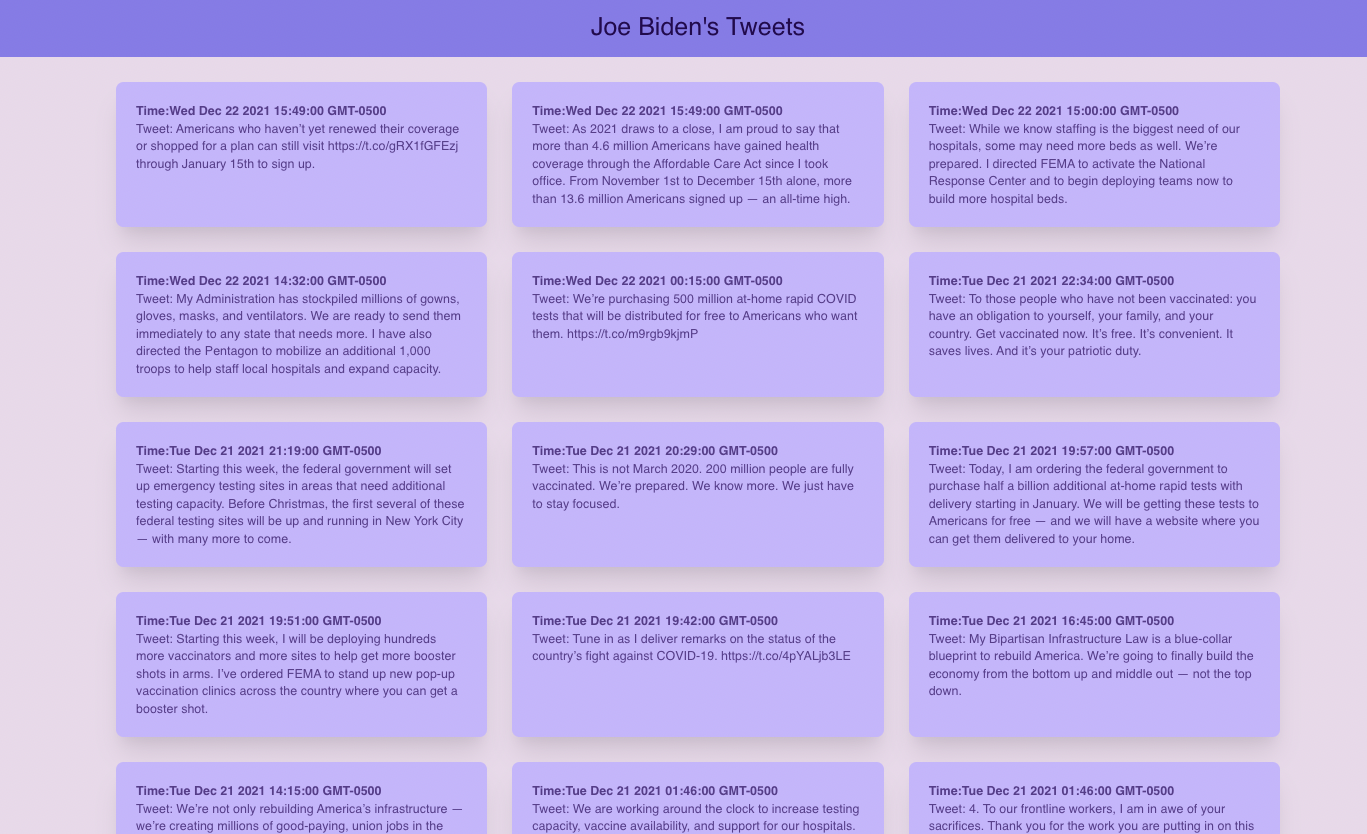 Joe Biden's Tweets
Time:Wed Dec 22 2021 15:49:00 GMT-0500
Tweet: Americans who haven’t yet renewed their coverage
or shopped for a plan can still visit https://t.co/gRX1fGFEzj
through January 15th to sign up.
Time:Wed Dec 22 2021 15:49:00 GMT-0500
Tweet: As 2021 draws to a close, I am proud to say that
more than 4.6 million Americans have gained health
coverage through the Affordable Care Act since I took
office. From November 1st to December 15th alone, more
than 13.6 million Americans signed up — an all-time high.
Time:Wed Dec 22 2021 15:00:00 GMT-0500
Tweet: While we know staffing is the biggest need of our
hospitals, some may need more beds as well. We’re
prepared. I directed FEMA to activate the National
Response Center and to begin deploying teams now to
build more hospital beds.
Time:Wed Dec 22 2021 14:32:00 GMT-0500
Tweet: My Administration has stockpiled millions of gowns,
gloves, masks, and ventilators. We are ready to send them
immediately to any state that needs more. I have also
directed the Pentagon to mobilize an additional 1,000
troops to help staff local hospitals and expand capacity.
Time:Wed Dec 22 2021 00:15:00 GMT-0500
Tweet: We’re purchasing 500 million at-home rapid COVID
tests that will be distributed for free to Americans who want
them. https://t.co/m9rgb9kjmP
Time:Tue Dec 21 2021 22:34:00 GMT-0500
Tweet: To those people who have not been vaccinated: you
have an obligation to yourself, your family, and your
country. Get vaccinated now. It’s free. It’s convenient. It
saves lives. And it’s your patriotic duty.
Time:Tue Dec 21 2021 21:19:00 GMT-0500
Tweet: Starting this week, the federal government will set
up emergency testing sites in areas that need additional
testing capacity. Before Christmas, the first several of these
federal testing sites will be up and running in New York City
— with many more to come.
Time:Tue Dec 21 2021 20:29:00 GMT-0500
Tweet: This is not March 2020. 200 million people are fully
vaccinated. We’re prepared. We know more. We just have
to stay focused.
Time:Tue Dec 21 2021 19:57:00 GMT-0500
Tweet: Today, I am ordering the federal government to
purchase half a billion additional at-home rapid tests with
delivery starting in January. We will be getting these tests to
Americans for free — and we will have a website where you
can get them delivered to your home.
Time:Tue Dec 21 2021 19:51:00 GMT-0500
Tweet: Starting this week, I will be deploying hundreds
more vaccinators and more sites to help get more booster
shots in arms. I’ve ordered FEMA to stand up new pop-up
vaccination clinics across the country where you can get a
booster shot.
Time:Tue Dec 21 2021 19:42:00 GMT-0500
Tweet: Tune in as I deliver remarks on the status of the
country’s fight against COVID-19. https://t.co/4pYALjb3LE
Time:Tue Dec 21 2021 16:45:00 GMT-0500
Tweet: My Bipartisan Infrastructure Law is a blue-collar
blueprint to rebuild America. We’re going to finally build the
economy from the bottom up and middle out — not the top
down.
Time:Tue Dec 21 2021 14:15:00 GMT-0500
Tweet: We’re not only rebuilding America’s infrastructure —
we’re creating millions of good-paying, union jobs in the
Time:Tue Dec 21 2021 01:46:00 GMT-0500
Tweet: We are working around the clock to increase testing
capacity, vaccine availability, and support for our hospitals.
Time:Tue Dec 21 2021 01:46:00 GMT-0500
Tweet: 4. To our frontline workers, I am in awe of your
sacrifices. Thank you for the work you are putting in on this